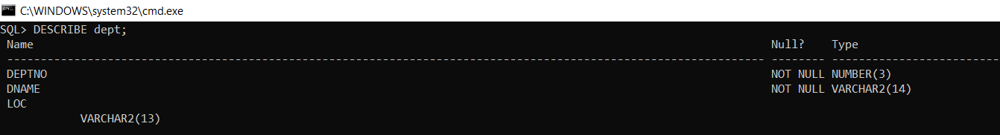 C:\WINDOWS\system32\cmd.exe
SQL> DESCRIBE dept;
Name Null? Type
----------------------------------------------------------------------------------------------------------------- -------- -------------------------
DEPTNO NOT NULL NUMBER(3)
DNAME NOT NULL VARCHAR2(14)
LOC
VARCHAR2(13)